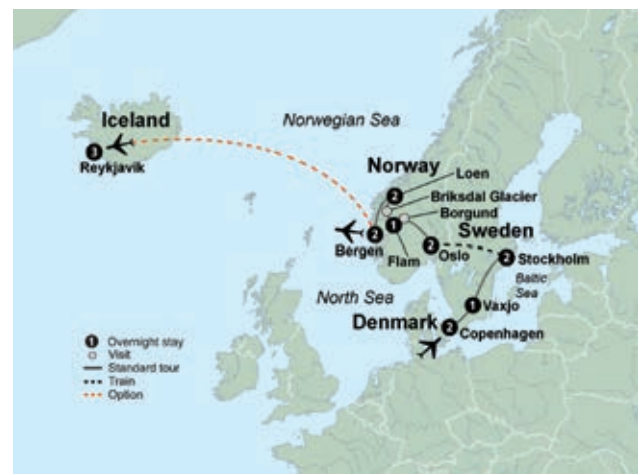 Iceland
3
Reykjavik
Norwegian Sea
Norway
2
Loen
Briksdal Glacier
1
Borgund
Sweden
2
Bergen
Flam
2
Oslo
2
Stockholm
Baltic
Sea
North Sea
1
Vaxjo
Denmark
2
Copenhagen
1 Overnight stay
Visit
Standard tour
Train
Option